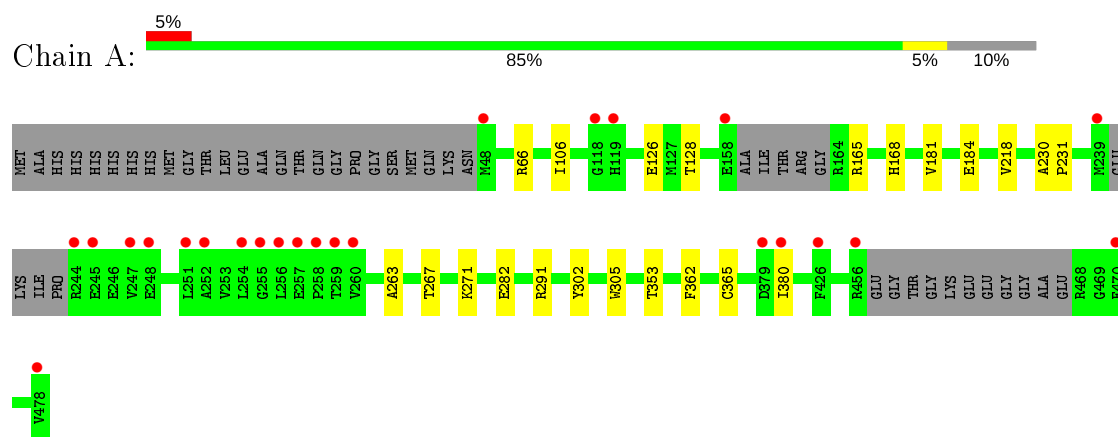 5%
Chain A:
85% 5% 10%
MET ALA HIS HIS HIS HIS HIS HIS MET GLY THR LEU GLU ALA GLN THR GLN GLY PRO GLY SER MET GLN LYS ASN M48 R66 I106 G118 H119 E126 M127 T128 E158 ALA ILE THR ARG GLY R164 R165 H168 V181 E184 V218 A230 P231 M239 GLU
LYS ILE PRO R244 E245 E246 V247 E248 L251 A252 V253 L254 G255 L256 E257 P258 T259 V260 A263 T267 K271 E282 R291 Y302 W305 T353 F362 C365 D379 I380 F426 R456 GLU GLY THR GLY LYS GLU GLU GLY GLY ALA GLU R468 G469
V478